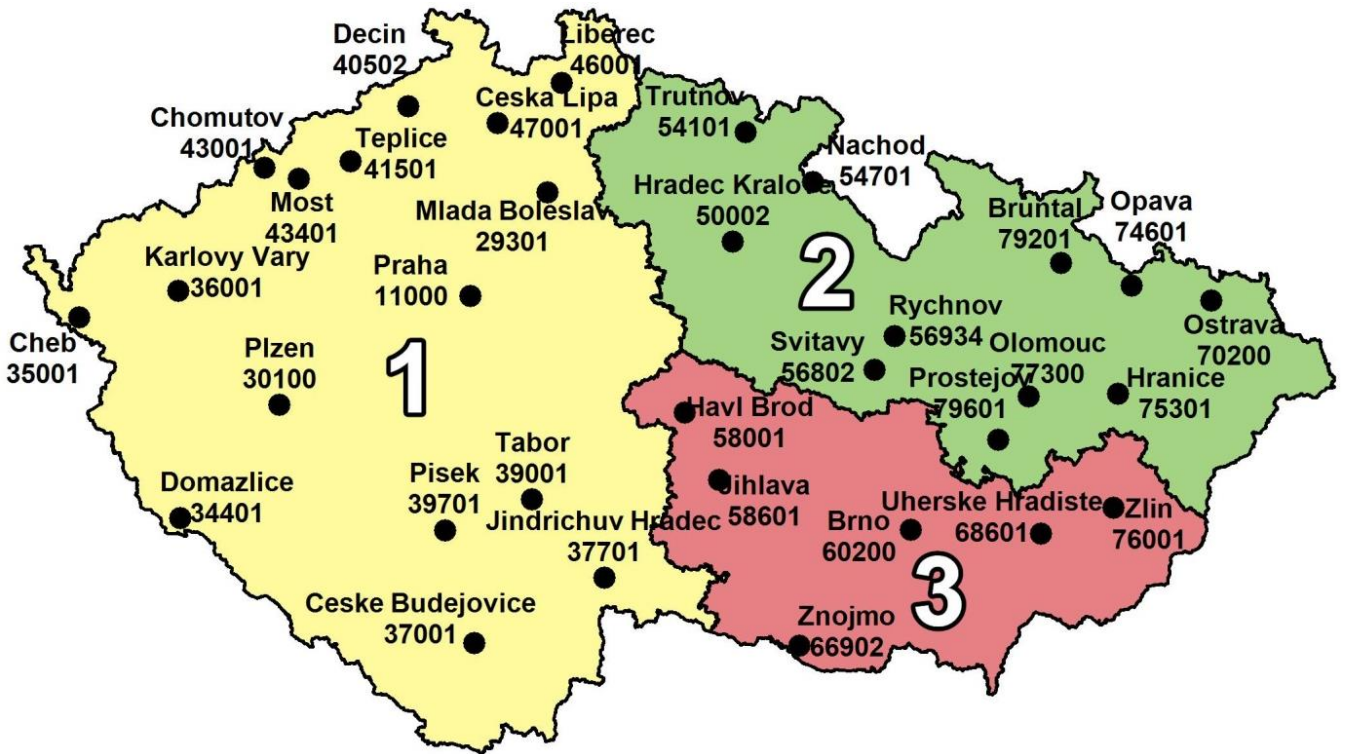 Decin
40502
Liberec
46001
Ceska Lipa
47001
Chomutov
43001
Teplice
41501
Most
43401
Mlada Boleslav
29301
Karlovy Vary
36001
Praha
11000
Cheb
35001
Plzen
30100
1
Domazlice
34401
Pisek
39701
Tabor
39001
Jindrichuv Hradec
37701
Ceske Budejovice
37001
Trutnov
54101
Nachod
54701
Hradec Kralove
50002
2
Bruntal
79201
Opava
74601
Ostrava
70200
Rychnov
56934
Svitavy
56802
Olomouc
77300
Prostejov
79601
Hranice
75301
Havl Brod
58001
Jihlava
58601
Brno
60200
Uherske Hradiste
68601
Zlin
76001
3
Znojmo
66902